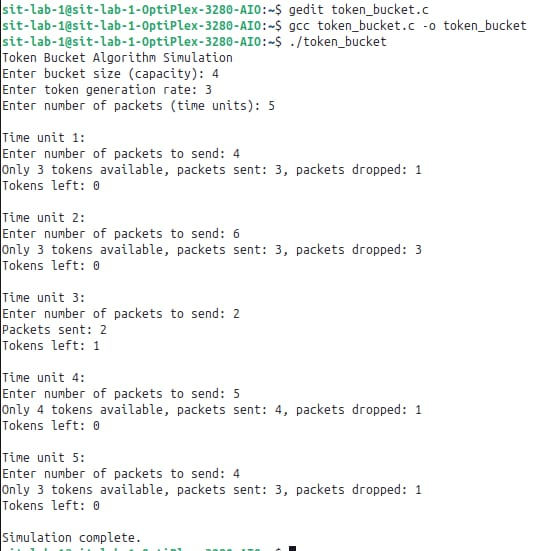 sit-lab-1@sit-lab-1-OptiPlex-3280-AIO:~$ gedit token_bucket.c
sit-lab-1@sit-lab-1-OptiPlex-3280-AIO:~$ gcc token_bucket.c -o token_bucket
sit-lab-1@sit-lab-1-OptiPlex-3280-AIO:~$ ./token_bucket
Token Bucket Algorithm Simulation
Enter bucket size (capacity): 4
Enter token generation rate: 3
Enter number of packets (time units): 5
Time unit 1:
Enter number of packets to send: 4
Only 3 tokens available, packets sent: 3, packets dropped: 1
Tokens left: 0
Time unit 2:
Enter number of packets to send: 6
Only 3 tokens available, packets sent: 3, packets dropped: 3
Tokens left: 0
Time unit 3:
Enter number of packets to send: 2
Packets sent: 2
Tokens left: 1
Time unit 4:
Enter number of packets to send: 5
Only 4 tokens available, packets sent: 4, packets dropped: 1
Tokens left: 0
Time unit 5:
Enter number of packets to send: 4
Only 3 tokens available, packets sent: 3, packets dropped: 1
Tokens left: 0
Simulation complete.